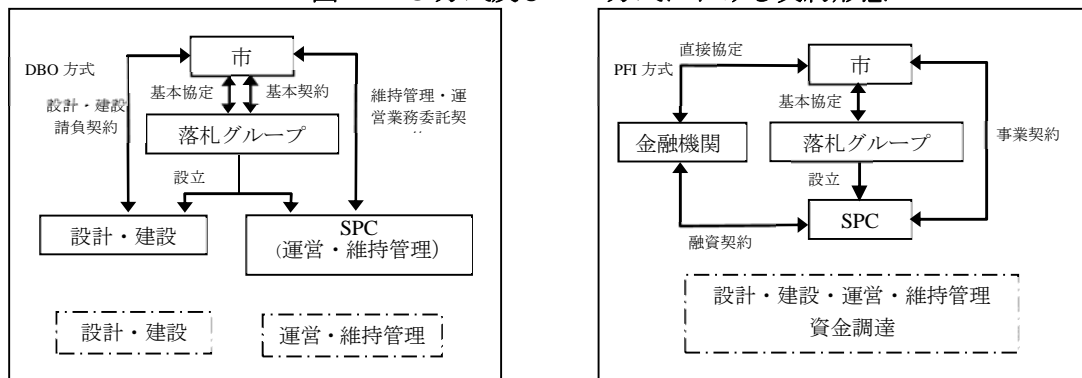 DBO 方式
市
基本協定
基本契約
設計・建設
請負契約
維持管理・運
営業務委託契
落札グループ
設立
設計・建設
SPC
(運営・維持管理)
設計・建設
運営・維持管理
直接協定
PFI 方式
市
基本協定
金融機関
落札グループ
事業契約
設立
SPC
融資契約
設計・建設・運営・維持管理
資金調達